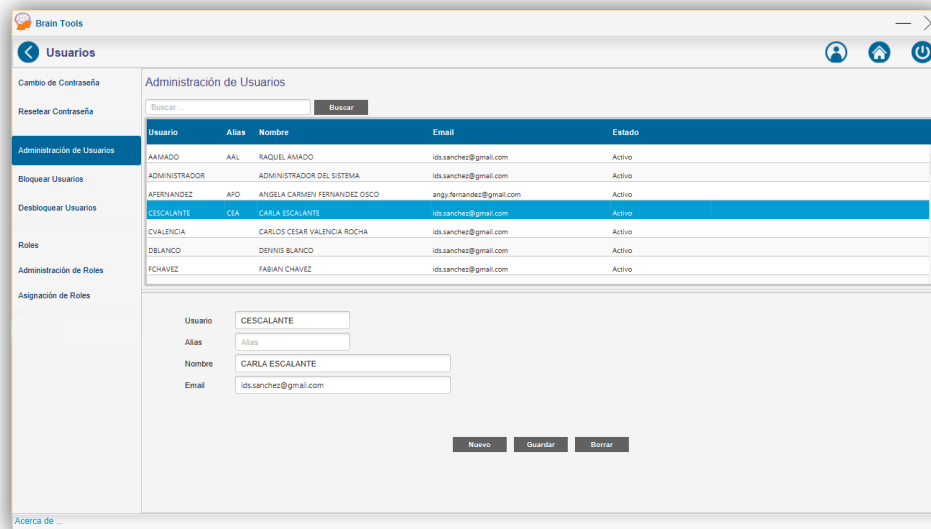 Brain Tools
Usuarios
Cambio de Contraseña
Resetear Contraseña
Administración de Usuarios
Bloquear Usuarios
Desbloquear Usuarios
Roles
Administración de Roles
Asignación de Roles
Administración de Usuarios
Buscar ... Buscar
Usuario Alias Nombre Email Estado
AAMADO AAL RAQUEL AMADO ids.sanchez@gmail.com Activo
ADMINISTRADOR ADMINISTRADOR DEL SISTEMA ids.sanchez@gmail.com Activo
AFERNANDEZ AFO ANGELA CARMEN FERNANDEZ OSCO angy.fernandez@gmail.com Activo
CESCALANTE CEA CARLA ESCALANTE ids.sanchez@gmail.com Activo
CVALENCIA CARLOS CESAR VALENCIA ROCHA ids.sanchez@gmail.com Activo
DBLANCO DENNIS BLANCO ids.sanchez@gmail.com Activo
FCHAVEZ FABIAN CHAVEZ ids.sanchez@gmail.com Activo
Usuario CESCALANTE
Alias Alias
Nombre CARLA ESCALANTE
Email ids.sanchez@gmail.com
Nuevo Guardar Borrar
Acerca de ...